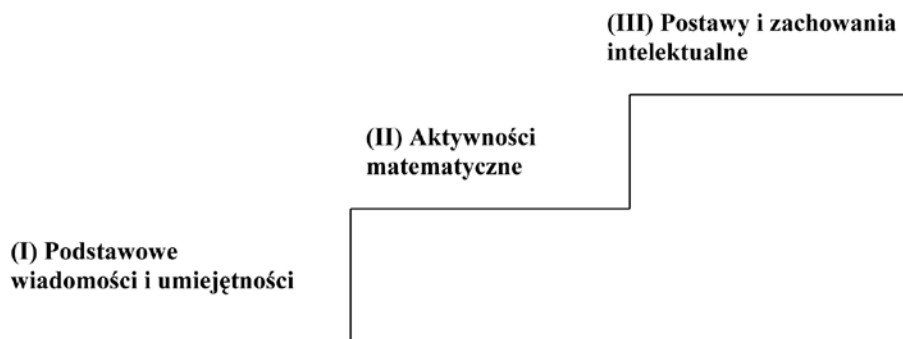 (III) Postawy i zachowania
intelektualne
(II) Aktywności
matematyczne
(I) Podstawowe
wiadomości i umiejętności